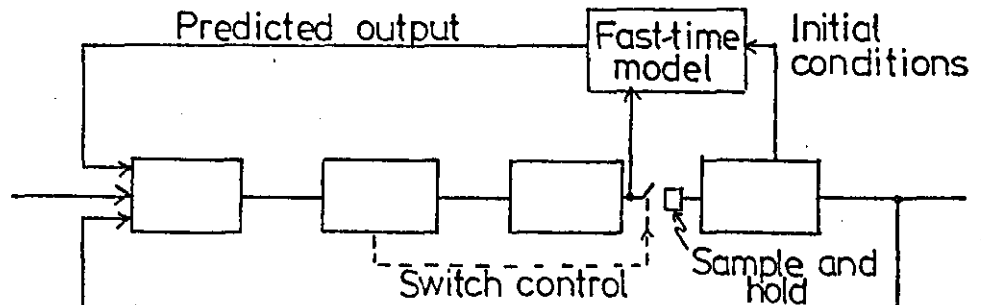 Predicted output
Fast-time
model
Initial
conditions
Switch control
Sample and
hold